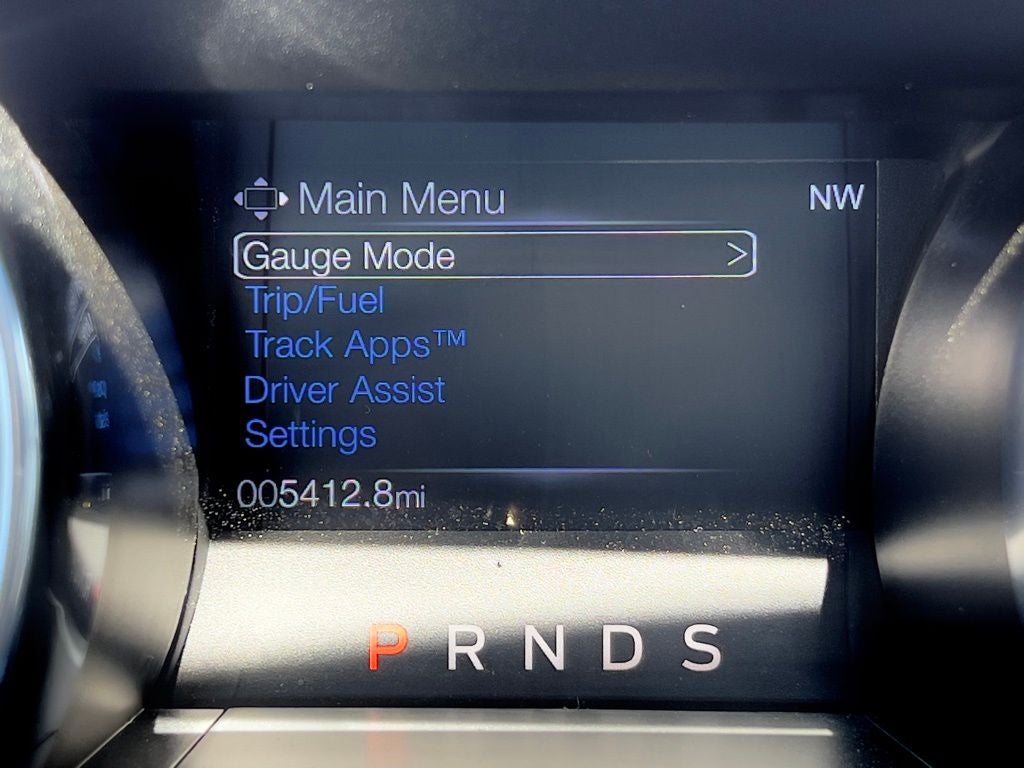 Main Menu NW
Gauge Mode >
Trip/Fuel
Track Apps™
Driver Assist
Settings
005412.8mi
P R N D S